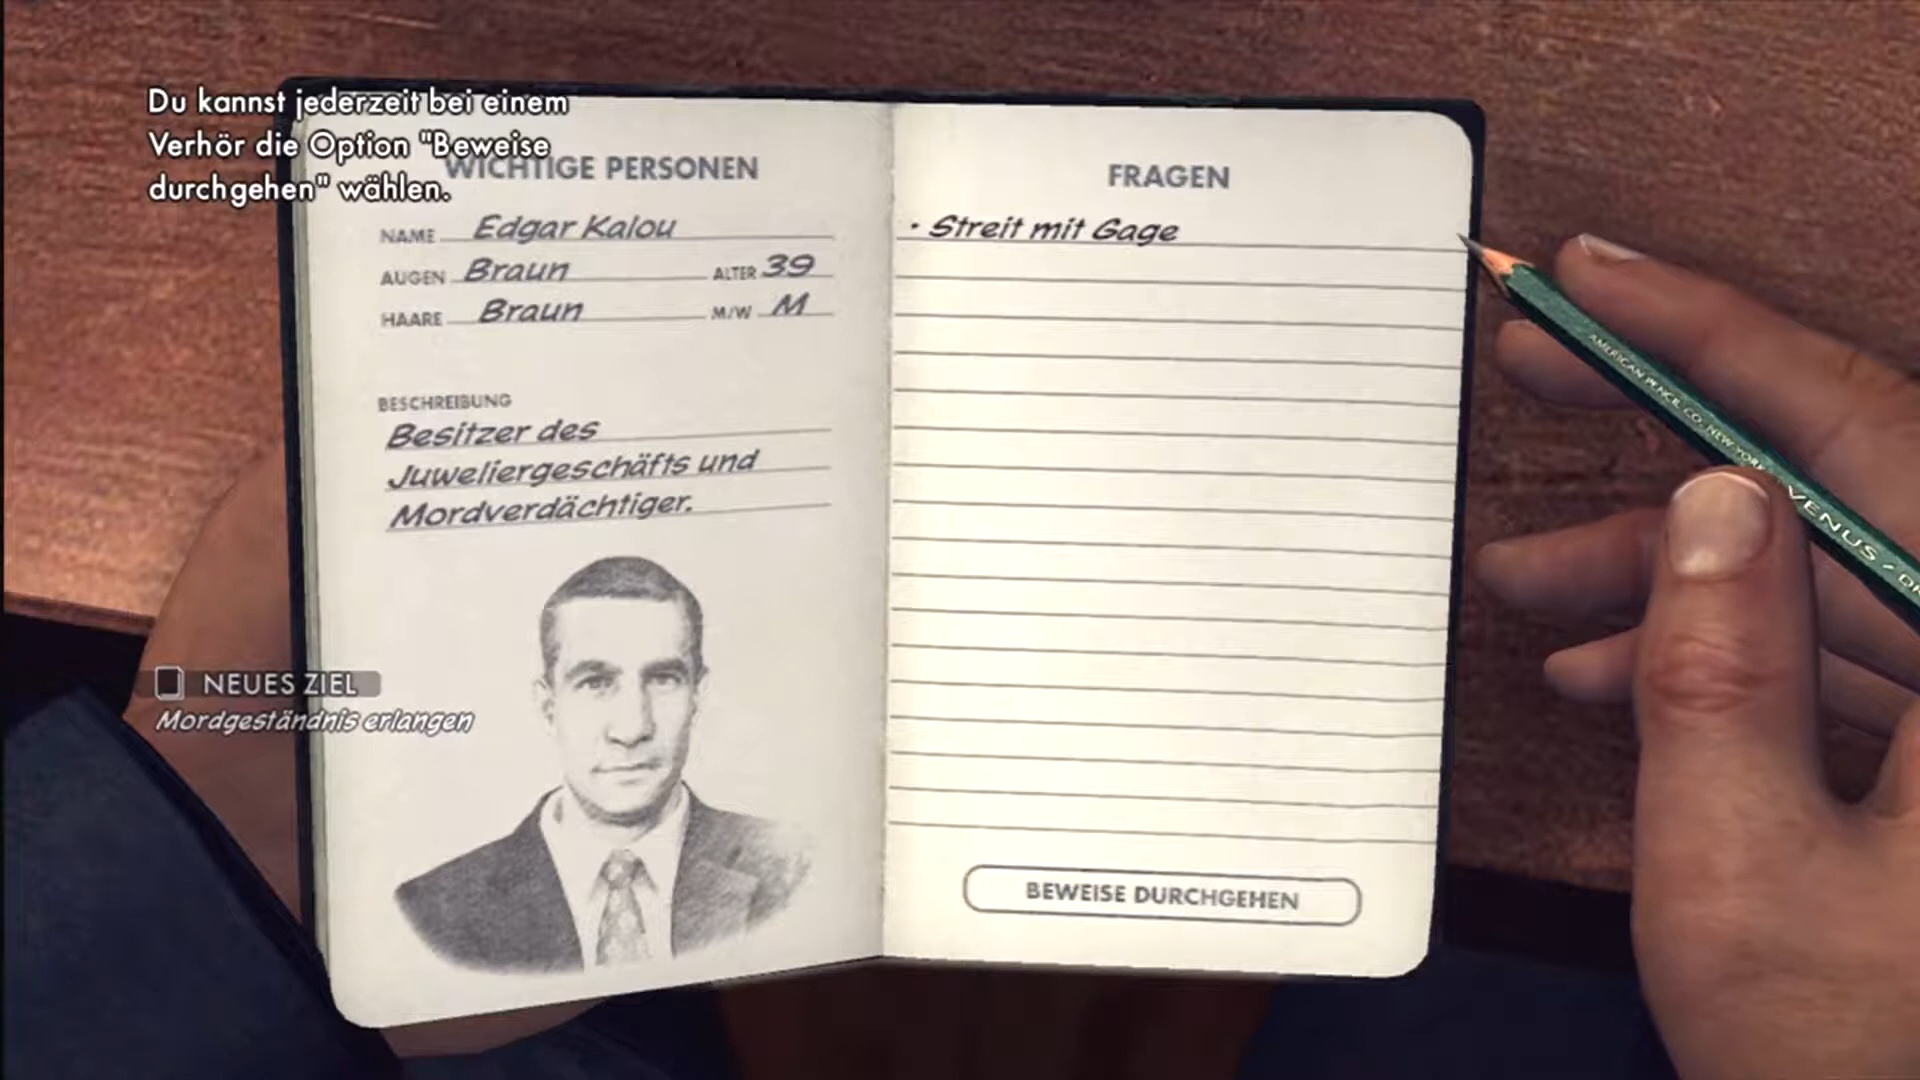 Du kannst jederzeit bei einem
Verhör die Option "Beweise
durchgehen" wählen.
WICHTIGE PERSONEN
NAME Edgar Kalou
AUGEN Braun ALTER 39
HAARE Braun M/W M
BESCHREIBUNG
Besitzer des
Juweliergeschäfts und
Mordverdächtiger.
NEUES ZIEL
Mordgeständnis erlangen
FRAGEN
· Streit mit Gage
BEWEISE DURCHGEHEN
AMERICAN PENCIL CO. NEW YORK
VENUS